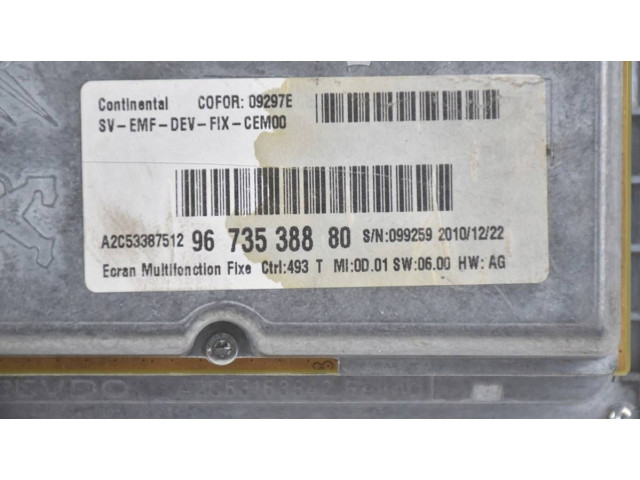 Continental COFOR: 09297E
SV-EMF-DEV-FIX-CEM00
A2C53387512 96 735 388 80 S/N:099259 2010/12/22
Ecran Multifonction Fixe Ctrl:493 T MI:0D.01 SW:06.00 HW: AG